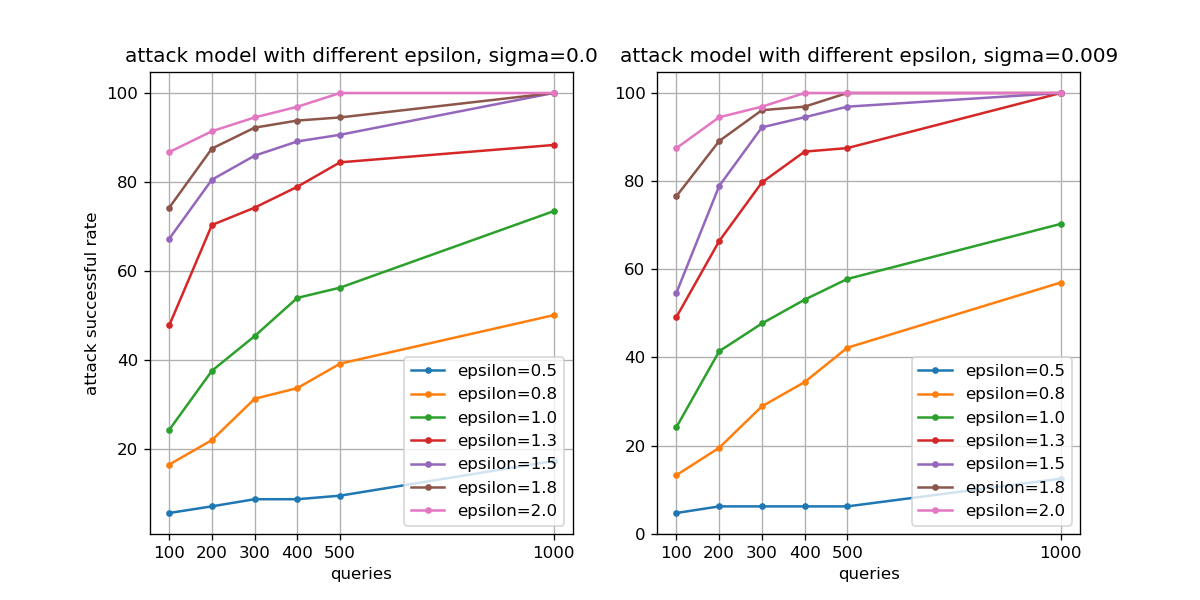 attack model with different epsilon, sigma=0.0
attack successful rate
100
80
60
40
20
epsilon=0.5
epsilon=0.8
epsilon=1.0
epsilon=1.3
epsilon=1.5
epsilon=1.8
epsilon=2.0
100 200 300 400 500 1000
queries
attack model with different epsilon, sigma=0.009
100
80
60
40
20
0
epsilon=0.5
epsilon=0.8
epsilon=1.0
epsilon=1.3
epsilon=1.5
epsilon=1.8
epsilon=2.0
100 200 300 400 500 1000
queries